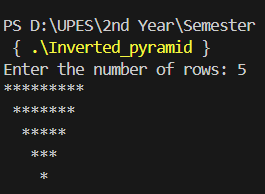 PS D:\UPES\2nd Year\Semester
 { .\Inverted_pyramid }
Enter the number of rows: 5
*********
 *******
  *****
   ***
    *